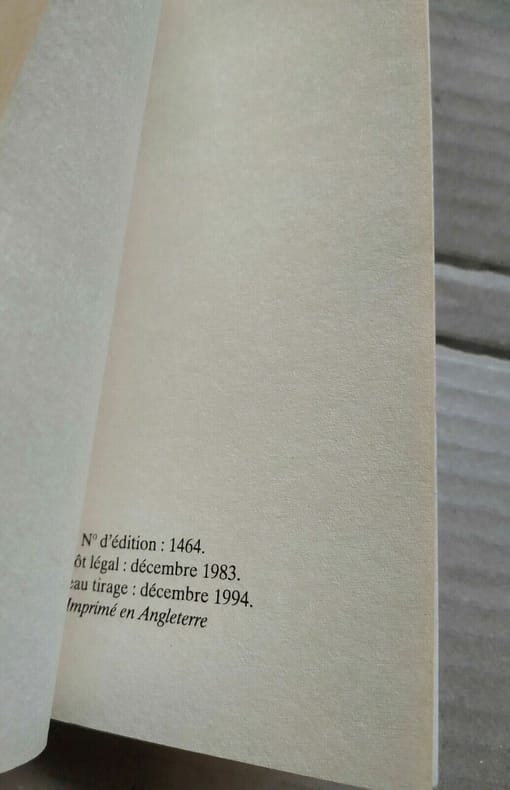 N° d'édition : 1464.
ôt légal : décembre 1983.
eau tirage : décembre 1994.
Imprimé en Angleterre